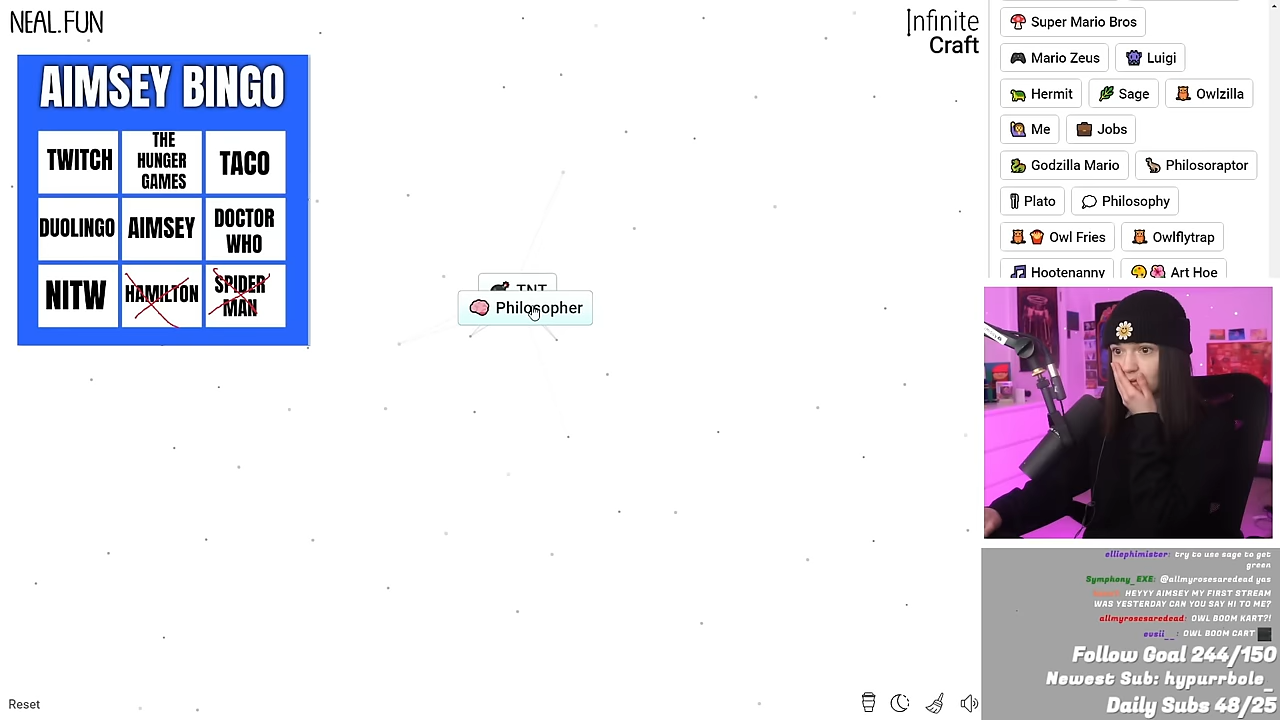 NEAL.FUN
Infinite
Craft
AIMSEY BINGO
TWITCH
THE
HUNGER
GAMES
TACO
DUOLINGO
AIMSEY
DOCTOR
WHO
NITW
HAMILTON
SPIDER
MAN
TNT
Philosopher
Super Mario Bros
Mario Zeus
Luigi
Hermit
Sage
Owlzilla
Me
Jobs
Godzilla Mario
Philosoraptor
Plato
Philosophy
Owl Fries
Owlflytrap
Hootenanny
Art Hoe
elliephimister: try to use sage to get
green
Symphony_EXE: @allmyrosesaredead yas
HEYYY AIMSEY MY FIRST STREAM
WAS YESTERDAY CAN YOU SAY HI TO ME?
allmyrosesaredead: OWL BOOM KART?!
OWL BOOM CART
Follow Goal 244/150
Newest Sub: hypurrbole_
Daily Subs 48/25
Reset